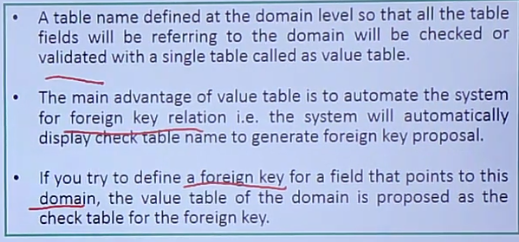 • A table name defined at the domain level so that all the table
fields will be referring to the domain will be checked or
validated with a single table called as value table.
• The main advantage of value table is to automate the system
for foreign key relation i.e. the system will automatically
display check table name to generate foreign key proposal.
• If you try to define a foreign key for a field that points to this
domain, the value table of the domain is proposed as the
check table for the foreign key.